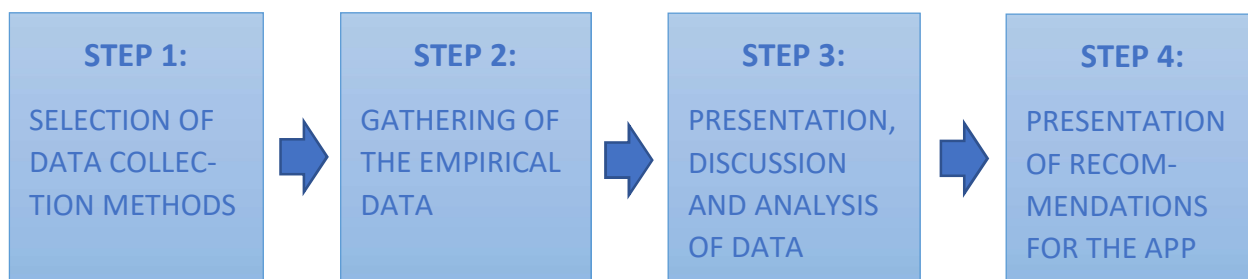 STEP 1:
SELECTION OF
DATA COLLEC-
TION METHODS
STEP 2:
GATHERING OF
THE EMPIRICAL
DATA
STEP 3:
PRESENTATION,
DISCUSSION
AND ANALYSIS
OF DATA
STEP 4:
PRESENTATION
OF RECOM-
MENDATIONS
FOR THE APP